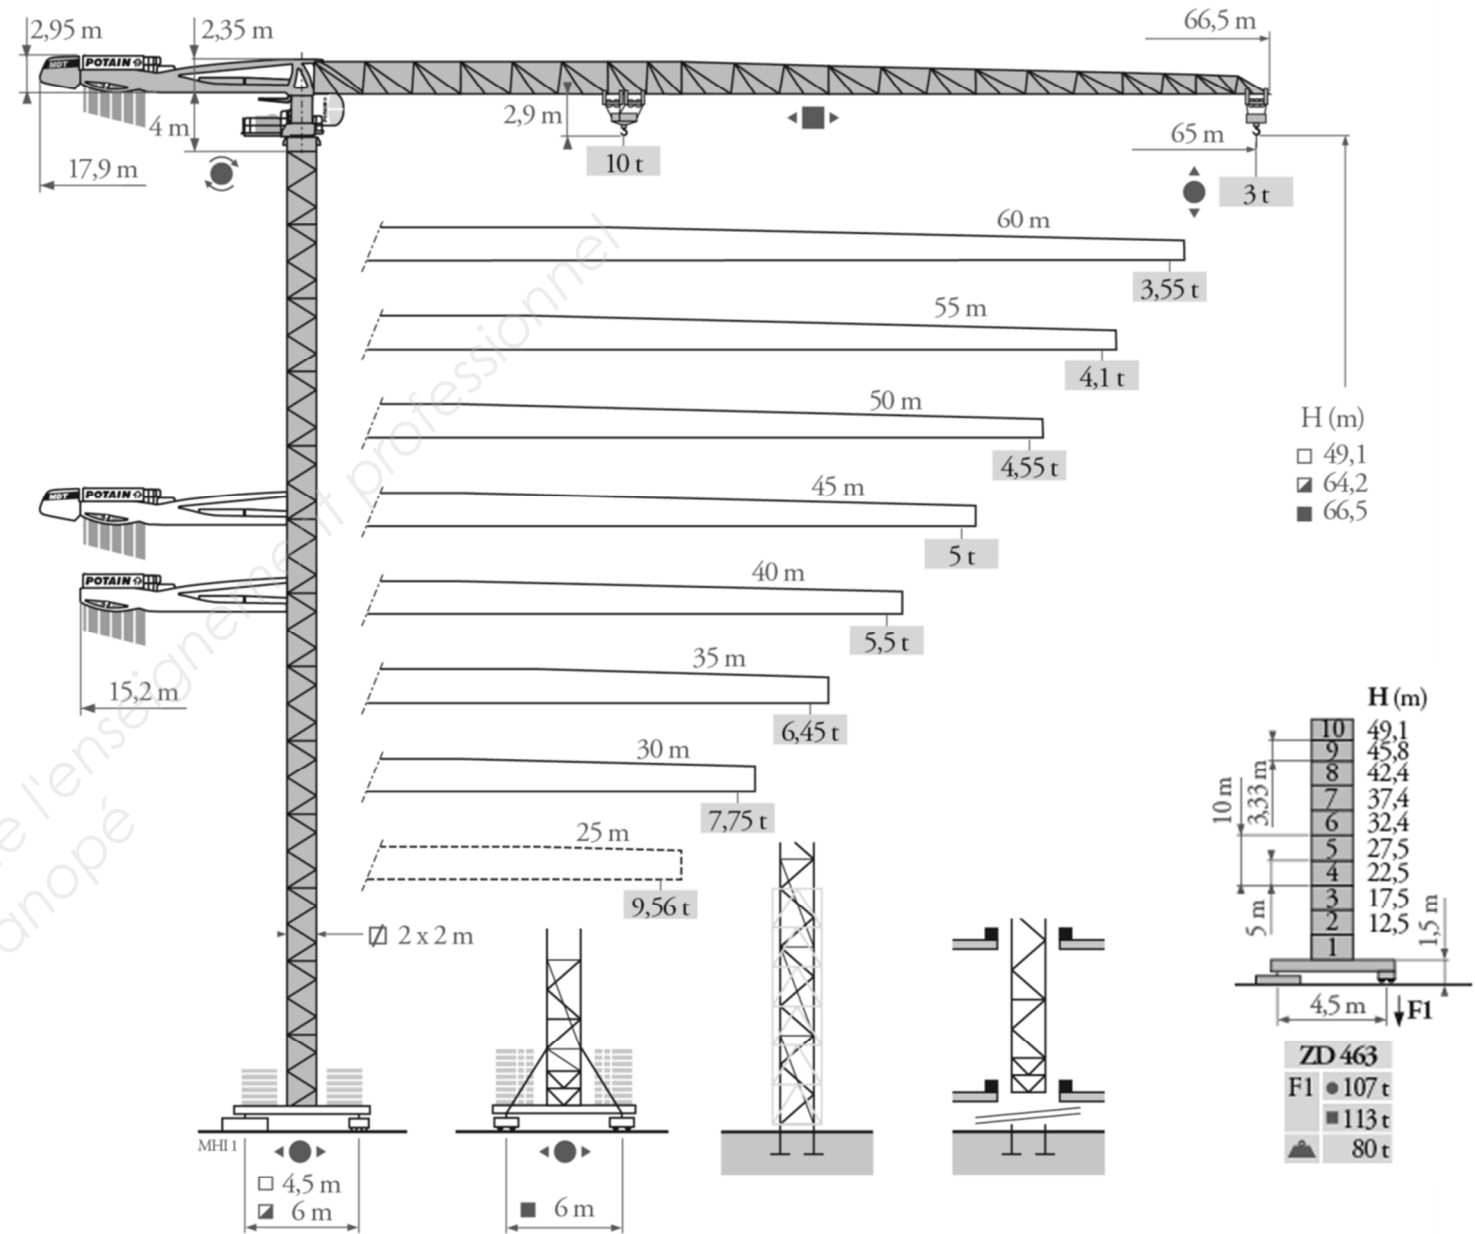 2,95 m
2,35 m
66,5 m
MDT POTAIN
4 m
2,9 m
65 m
17,9 m
10 t
3 t
60 m
3,55 t
55 m
4,1 t
50 m
4,55 t
H (m)
49,1
64,2
66,5
MDT POTAIN
45 m
5 t
POTAIN
40 m
5,5 t
15,2 m
35 m
6,45 t
30 m
7,75 t
25 m
9,56 t
2 x 2 m
H (m)
10 49,1
9 45,8
8 42,4
7 37,4
6 32,4
5 27,5
4 22,5
3 17,5
2 12,5
1
10 m
3,33 m
5 m
1,5 m
4,5 m
F1
ZD 463
F1 107 t
113 t
80 t
MHI 1
4,5 m
6 m
6 m
e l'enseignement professionnel
anopé